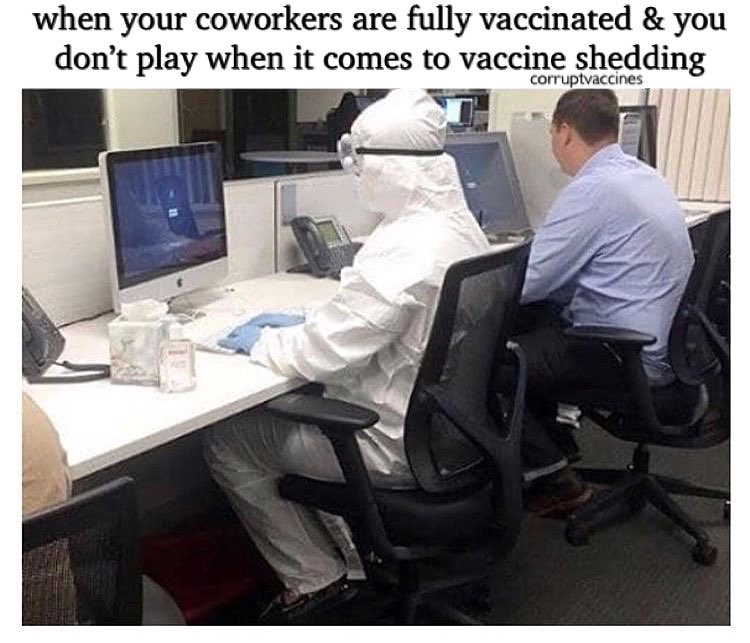 when your coworkers are fully vaccinated & you
don't play when it comes to vaccine shedding
corruptvaccines